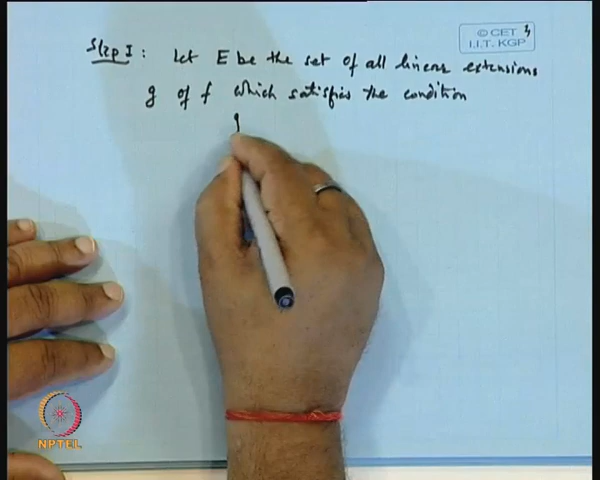 © CET
I.I.T. KGP
Step I : Let E be the set of all linear extensions
g of f which satisfies the condition
g
NPTEL